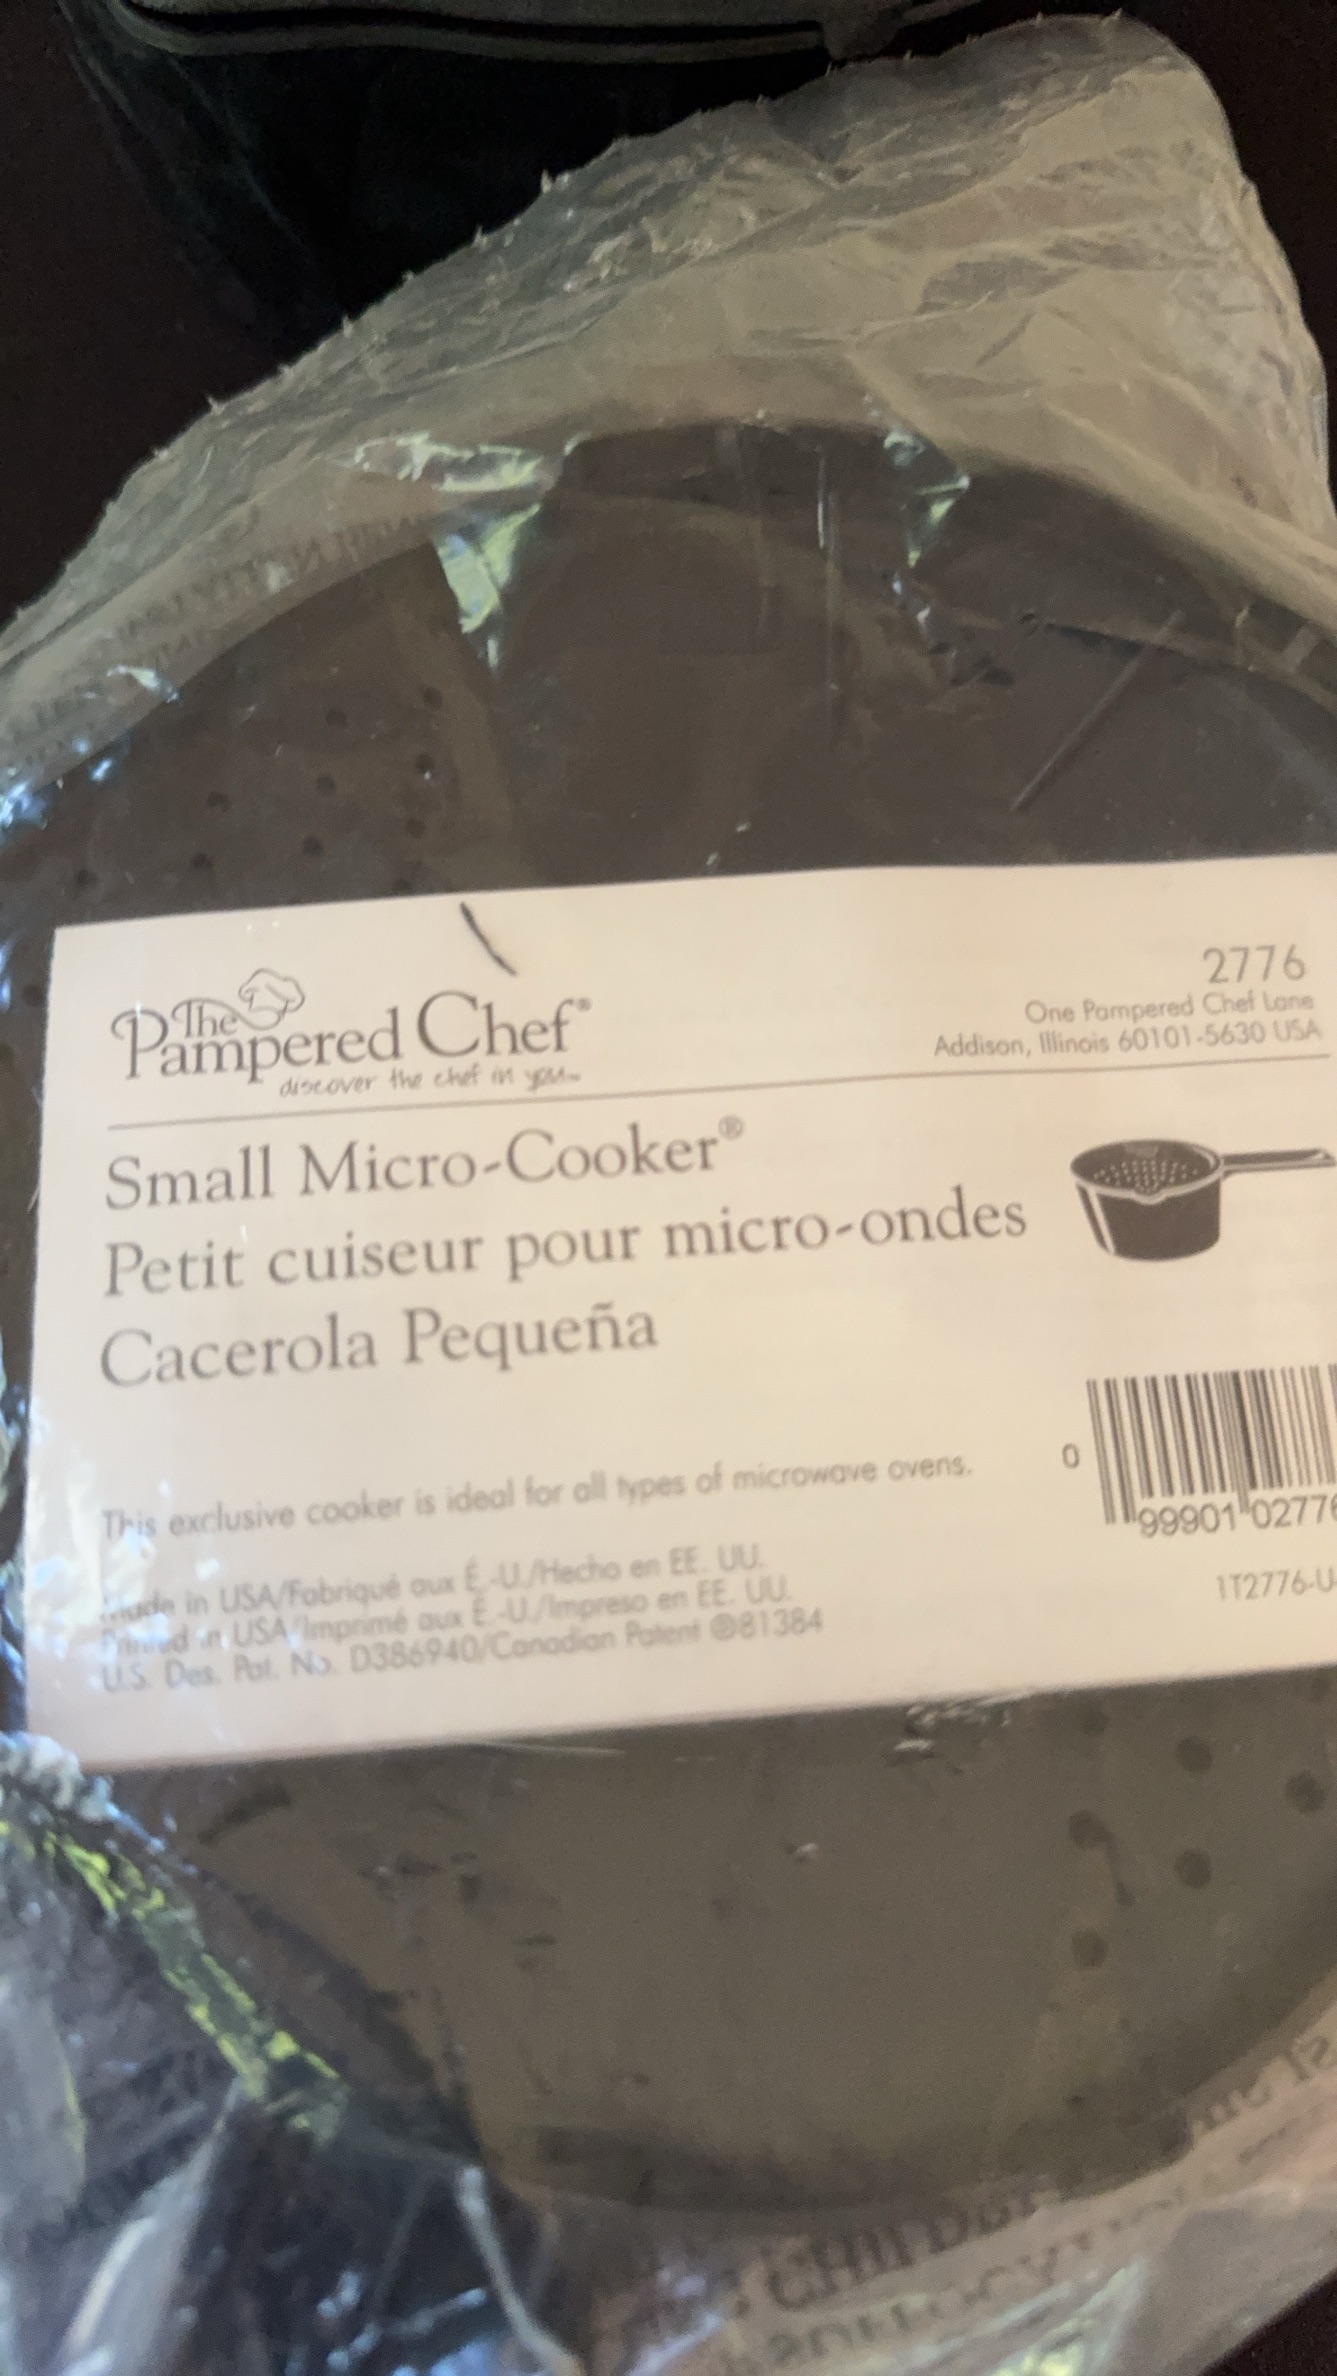 The
Pampered Chef®
discover the chef in you™
2776
One Pampered Chef Lane
Addison, Illinois 60101-5630 USA
Small Micro-Cooker®
Petit cuiseur pour micro-ondes
Cacerola Pequeña
This exclusive cooker is ideal for all types of microwave ovens.
Made in USA/Fabriqué aux É.-U./Hecho en EE. UU.
Printed in USA/Imprimé aux É.-U./Impreso en EE. UU.
U.S. Des. Pat. No. D386940/Canadian Patent ®81384
0 99901 02776
1T2776-U